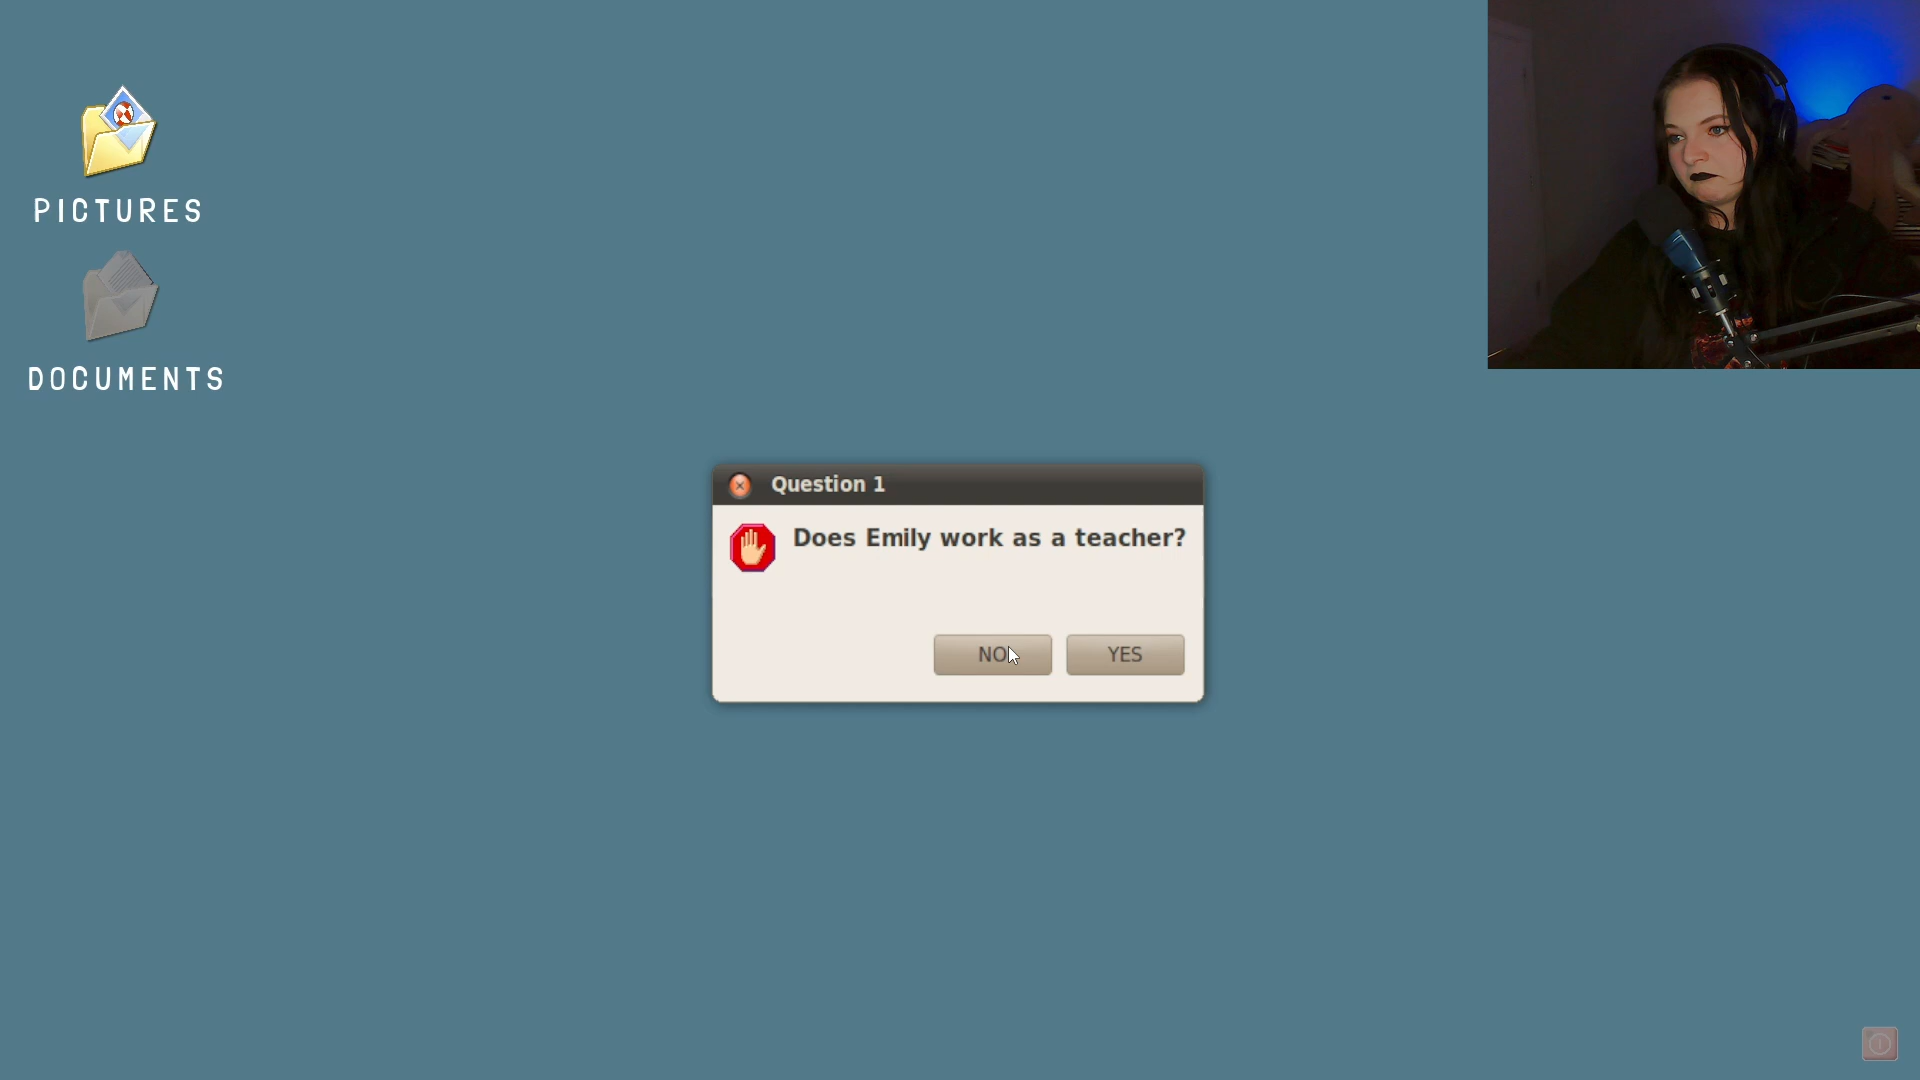 PICTURES
DOCUMENTS
Question 1
Does Emily work as a teacher?
NO
YES